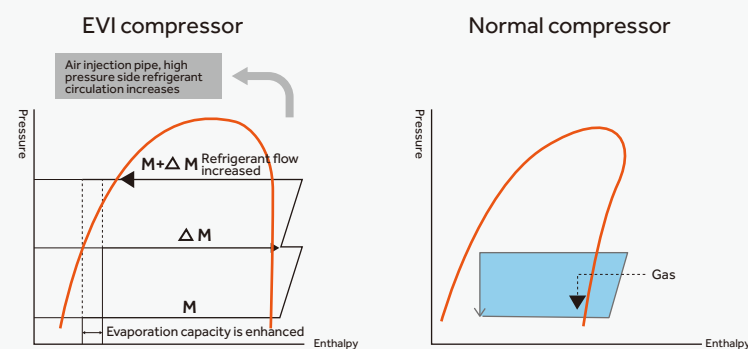 EVI compressor
Normal compressor
Air injection pipe, high
pressure side refrigerant
circulation increases
Pressure
M+△ M
Refrigerant flow
increased
△ M
M
Evaporation capacity is enhanced
Enthalpy
Pressure
Gas
Enthalpy